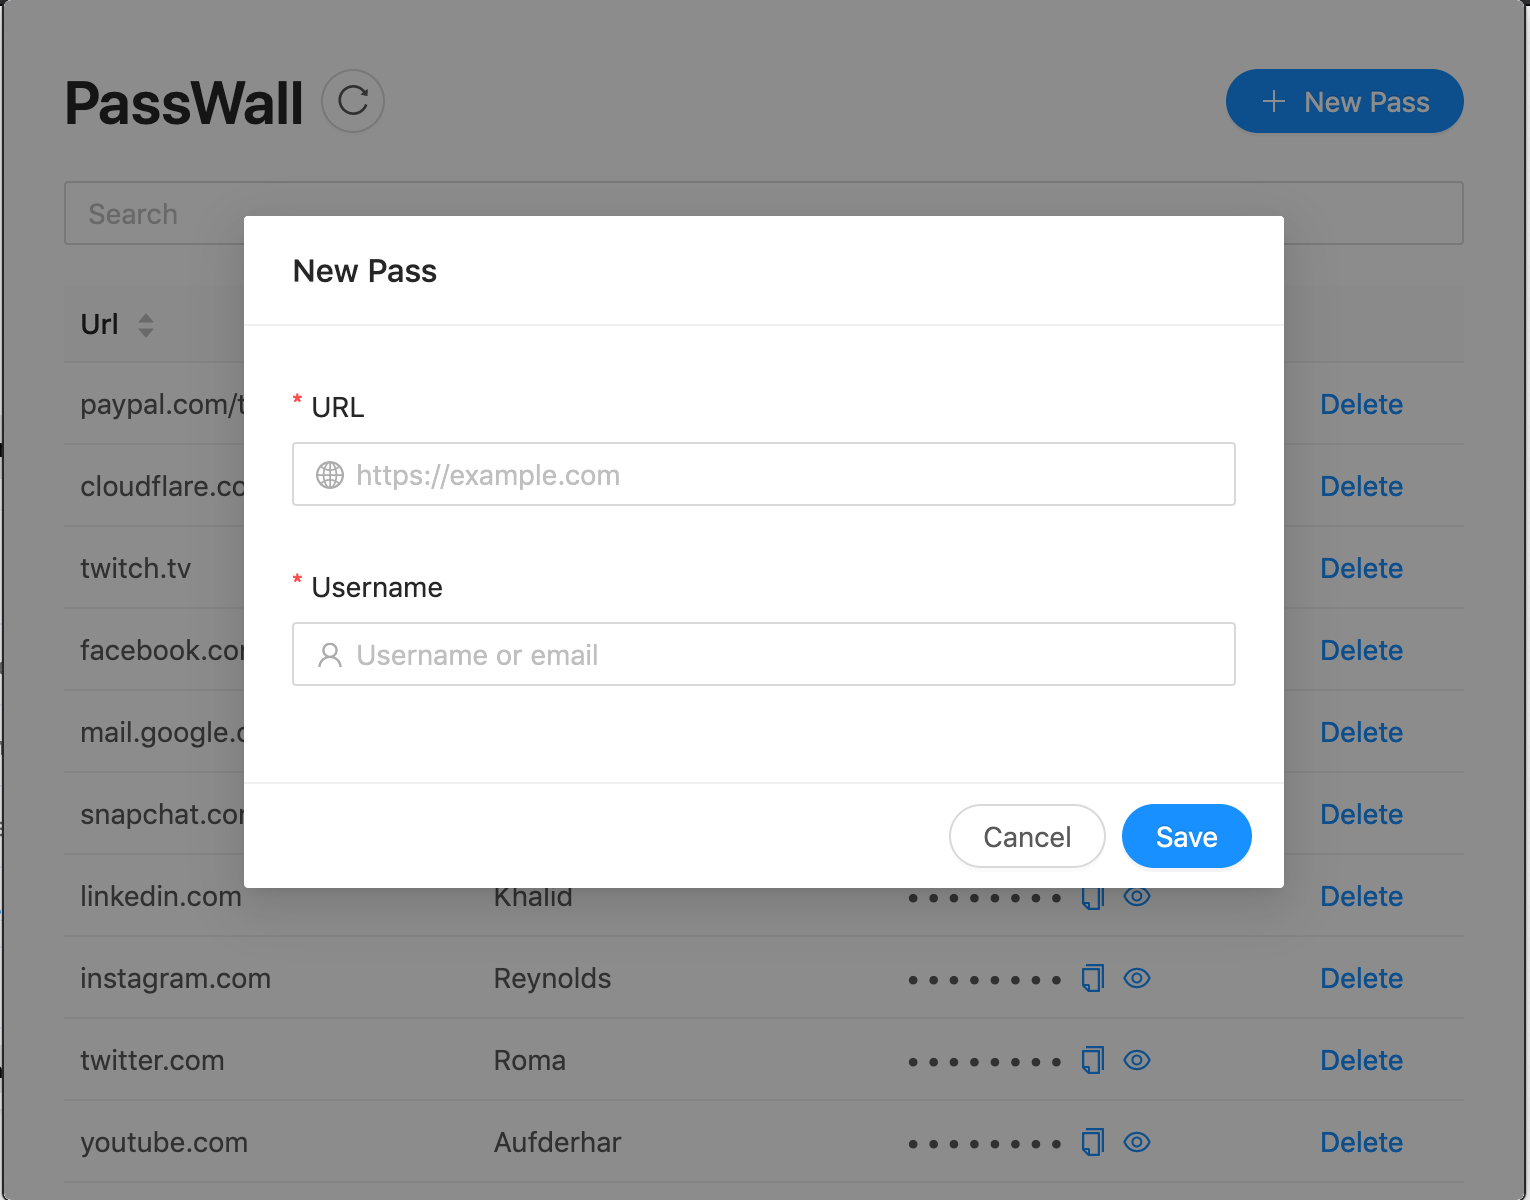 PassWall
+ New Pass
Search
New Pass
Url
* URL
paypal.com/t
Delete
https://example.com
cloudflare.co
Delete
twitch.tv
Delete
* Username
facebook.co
Delete
Username or email
mail.google.c
Delete
snapchat.co
Delete
Cancel
Save
linkedin.com Khalid •••••••• Delete
instagram.com Reynolds •••••••• Delete
twitter.com Roma •••••••• Delete
youtube.com Aufderhar •••••••• Delete